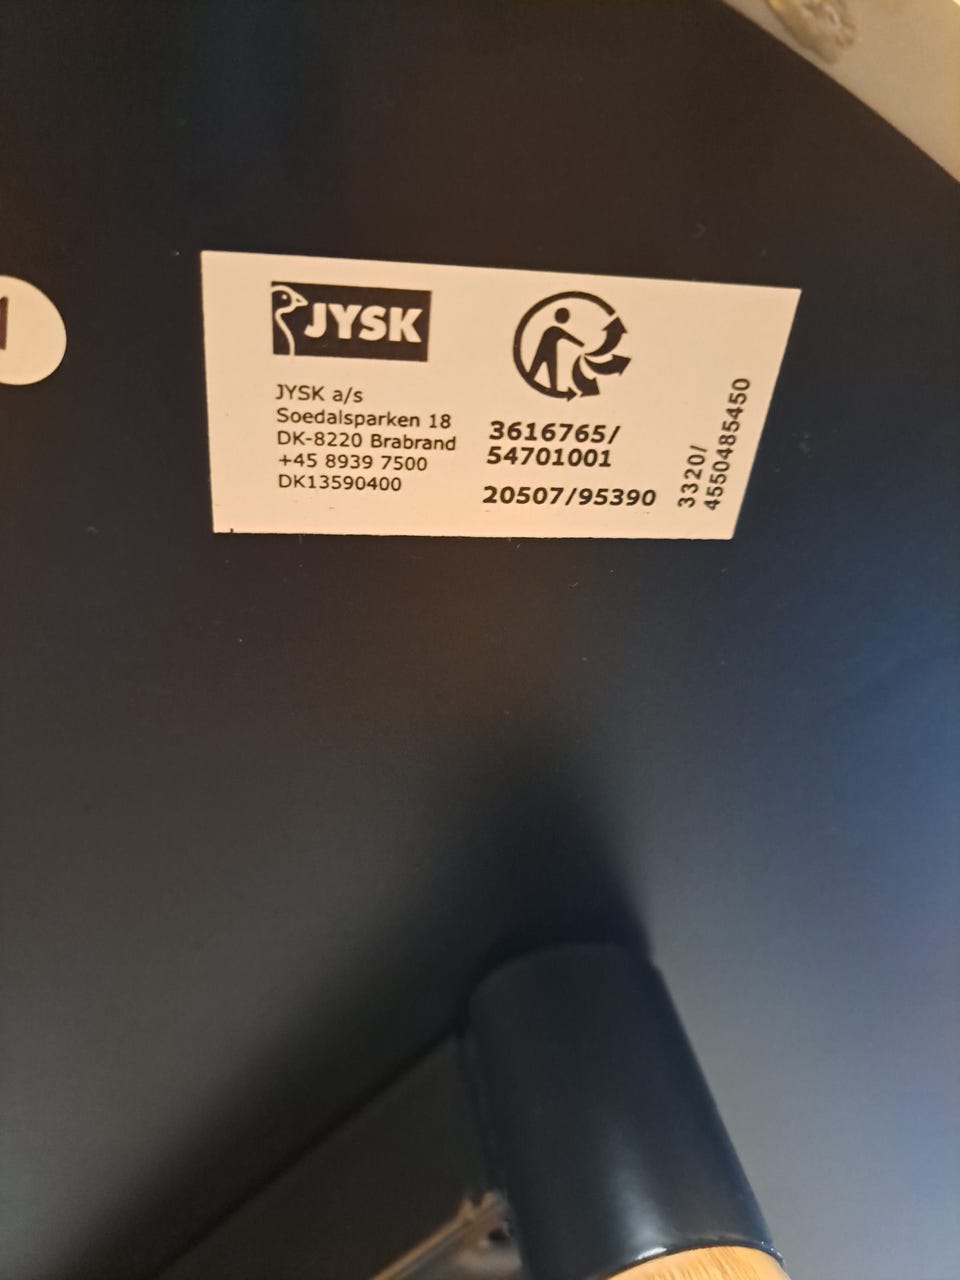 JYSK
JYSK a/s
Soedalsparken 18
DK-8220 Brabrand
+45 8939 7500
DK13590400
3616765/
54701001
20507/95390
3320/
4550485450